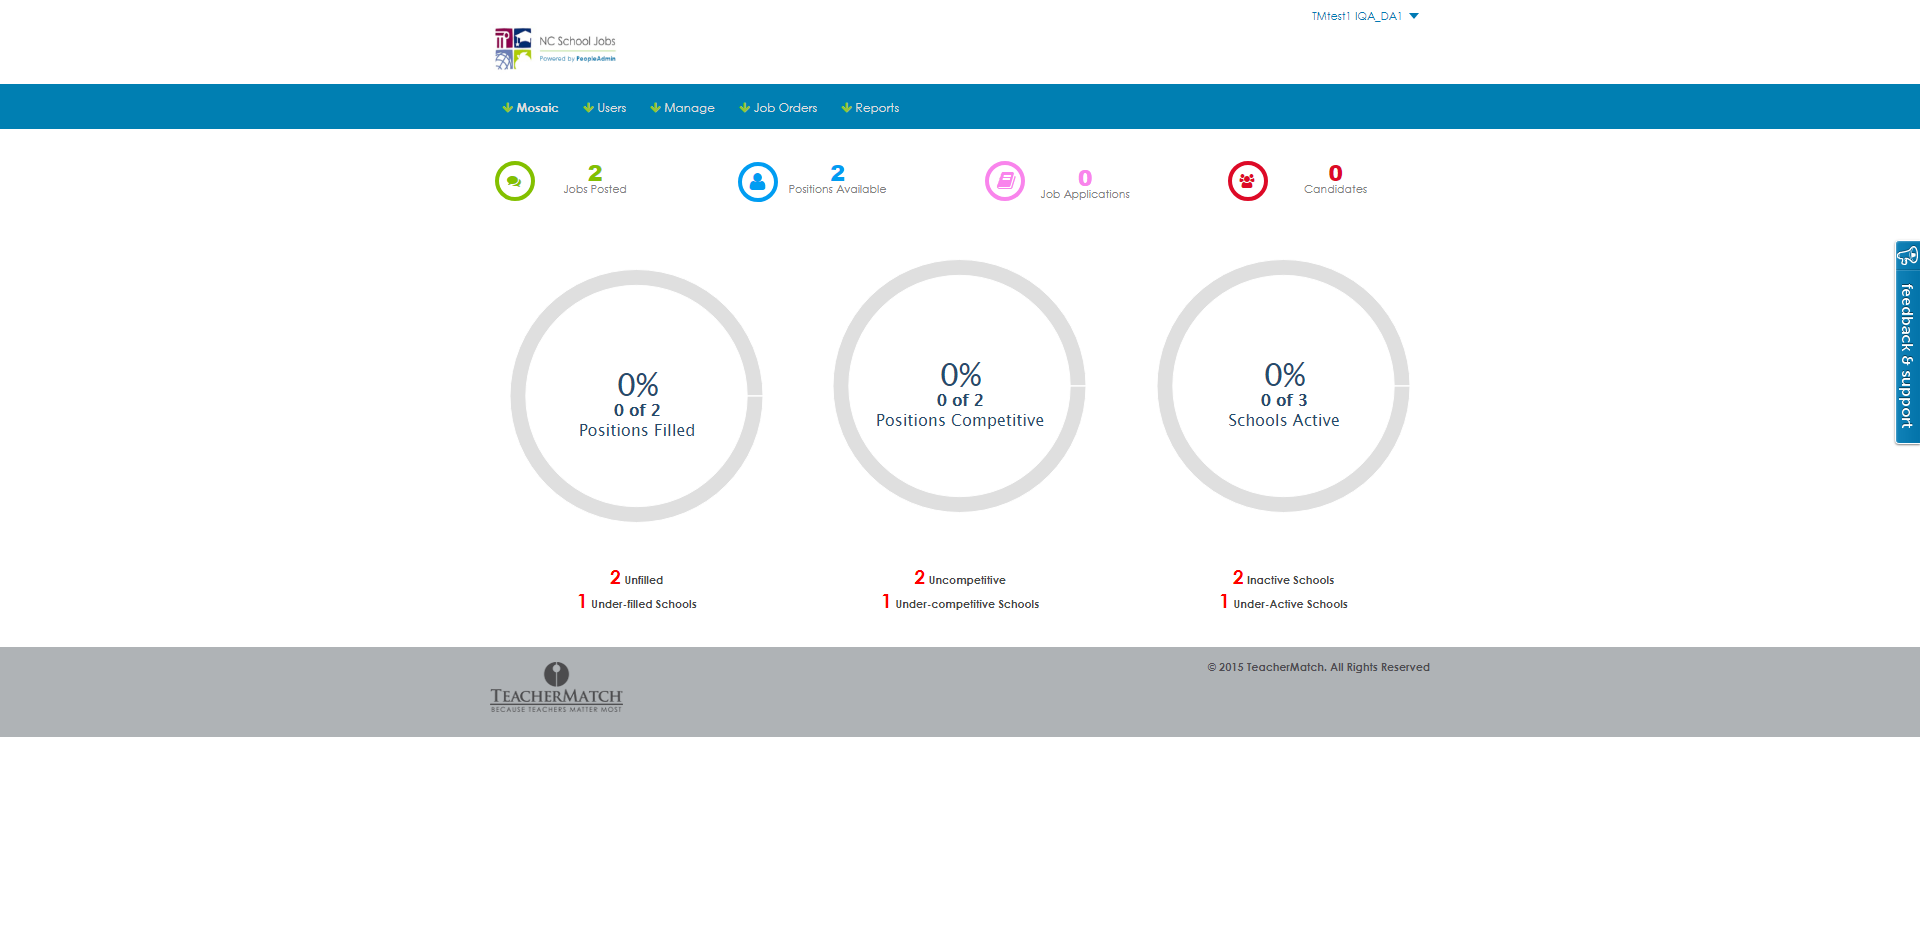 TMtest1 IQA_DA1
NC School Jobs
Powered by PeopleAdmin
Mosaic Users Manage Job Orders Reports
2
Jobs Posted
2
Positions Available
0
Job Applications
0
Candidates
0%
0 of 2
Positions Filled
0%
0 of 2
Positions Competitive
0%
0 of 3
Schools Active
feedback & support
2 Unfilled
1 Under-filled Schools
2 Uncompetitive
1 Under-competitive Schools
2 Inactive Schools
1 Under-Active Schools
TEACHERMATCH
BECAUSE TEACHERS MATTER MOST
© 2015 TeacherMatch. All Rights Reserved